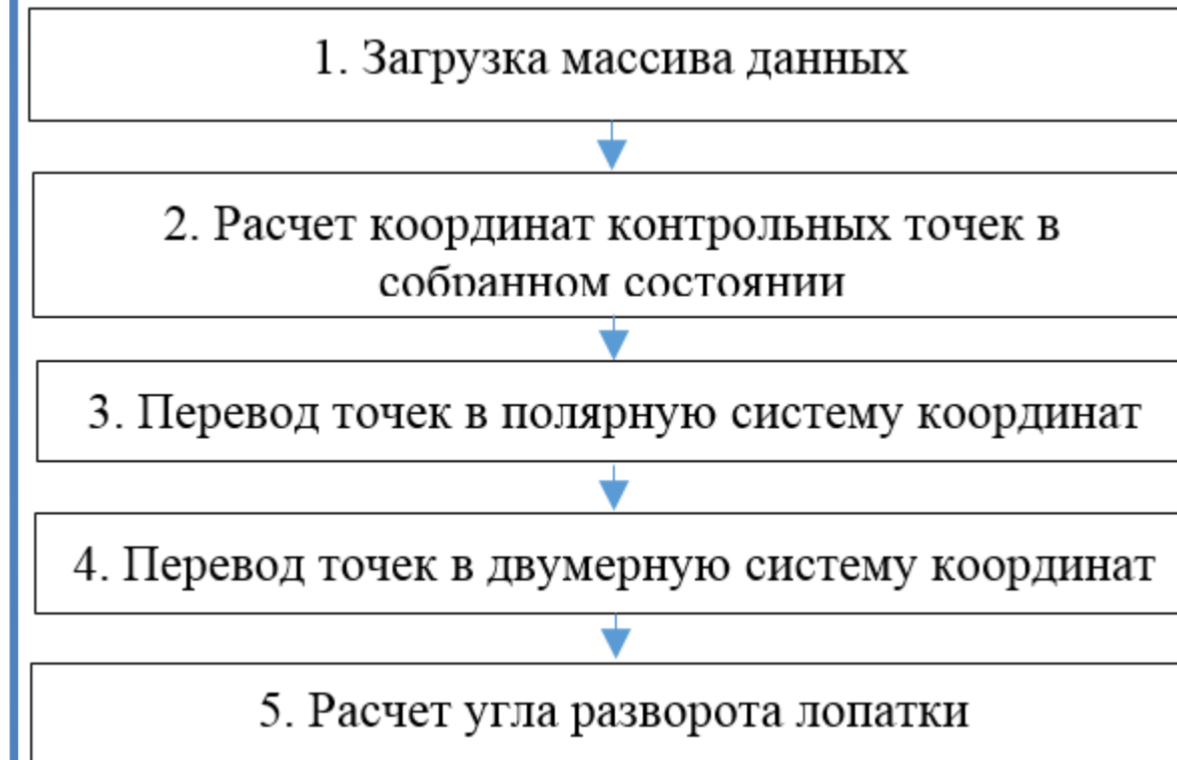 1. Загрузка массива данных
2. Расчет координат контрольных точек в
собранном состоянии
3. Перевод точек в полярную систему координат
4. Перевод точек в двумерную систему координат
5. Расчет угла разворота лопатки